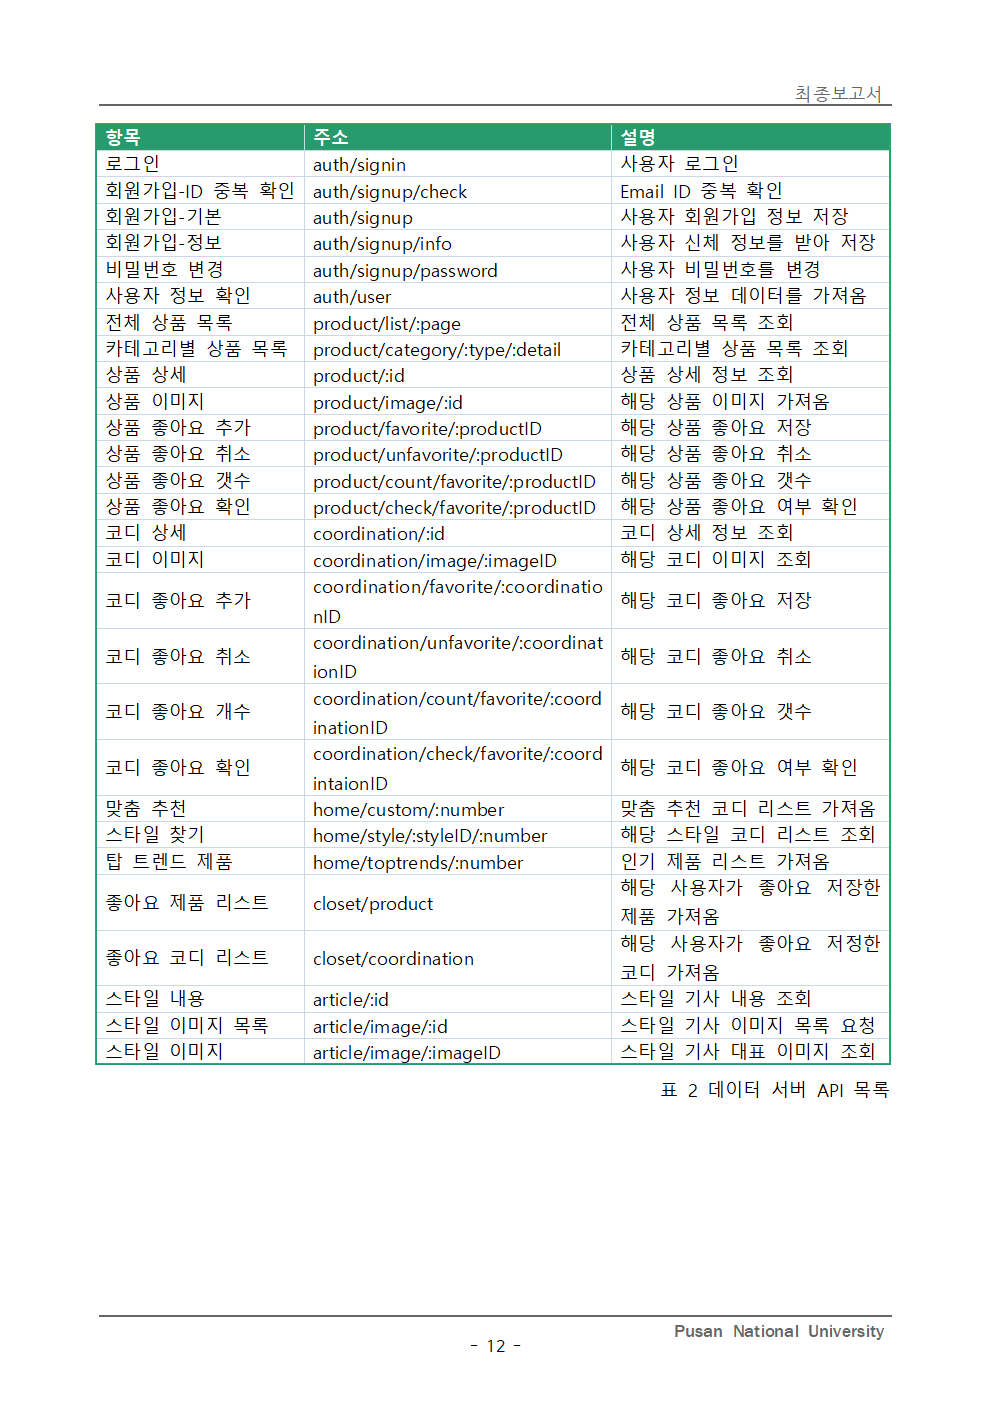 최종보고서
항목 주소 설명
로그인 auth/signin 사용자 로그인
회원가입-ID 중복 확인 auth/signup/check Email ID 중복 확인
회원가입-기본 auth/signup 사용자 회원가입 정보 저장
회원가입-정보 auth/signup/info 사용자 신체 정보를 받아 저장
비밀번호 변경 auth/signup/password 사용자 비밀번호를 변경
사용자 정보 확인 auth/user 사용자 정보 데이터를 가져옴
전체 상품 목록 product/list/:page 전체 상품 목록 조회
카테고리별 상품 목록 product/category/:type/:detail 카테고리별 상품 목록 조회
상품 상세 product/:id 상품 상세 정보 조회
상품 이미지 product/image/:id 해당 상품 이미지 가져옴
상품 좋아요 추가 product/favorite/:productID 해당 상품 좋아요 저장
상품 좋아요 취소 product/unfavorite/:productID 해당 상품 좋아요 취소
상품 좋아요 갯수 product/count/favorite/:productID 해당 상품 좋아요 갯수
상품 좋아요 확인 product/check/favorite/:productID 해당 상품 좋아요 여부 확인
코디 상세 coordination/:id 코디 상세 정보 조회
코디 이미지 coordination/image/:imageID 해당 코디 이미지 조회
코디 좋아요 추가 coordination/favorite/:coordinatio
nID 해당 코디 좋아요 저장
코디 좋아요 취소 coordination/unfavorite/:coordinat
ionID 해당 코디 좋아요 취소
코디 좋아요 개수 coordination/count/favorite/:coord
inationID 해당 코디 좋아요 갯수
코디 좋아요 확인 coordination/check/favorite/:coord
intaionID 해당 코디 좋아요 여부 확인
맞춤 추천 home/custom/:number 맞춤 추천 코디 리스트 가져옴
스타일 찾기 home/style/:styleID/:number 해당 스타일 코디 리스트 조회
탑 트렌드 제품 home/toptrends/:number 인기 제품 리스트 가져옴
좋아요 제품 리스트 closet/product 해당 사용자가 좋아요 저장한
제품 가져옴
좋아요 코디 리스트 closet/coordination 해당 사용자가 좋아요 저정한
코디 가져옴
스타일 내용 article/:id 스타일 기사 내용 조회
스타일 이미지 목록 article/image/:id 스타일 기사 이미지 목록 요청
스타일 이미지 article/image/:imageID 스타일 기사 대표 이미지 조회
표 2 데이터 서버 API 목록
Pusan National University
- 12 -